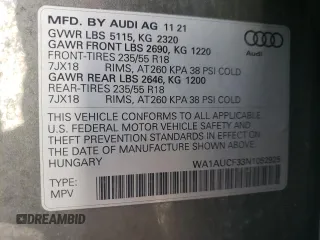 MFD. BY AUDI AG 11 21
GVWR LBS 5115, KG 2320
GAWR FRONT LBS 2690, KG 1220
FRONT-TIRES 235/55 R18
7JX18 RIMS, AT260 KPA 38 PSI COLD
GAWR REAR LBS 2646, KG 1200
REAR-TIRES 235/55 R18
7JX18 RIMS, AT260 KPA 38 PSI COLD
Audi
THIS VEHICLE CONFORMS TO ALL APPLICABLE
U.S. FEDERAL MOTOR VEHICLE SAFETY, BUMPER
AND THEFT PREVENTION STANDARDS IN EFFECT
ON THE DATE OF MANUFACTURE SHOWN ABOVE.
HUNGARY
TYPE:
MPV
DREAMBID